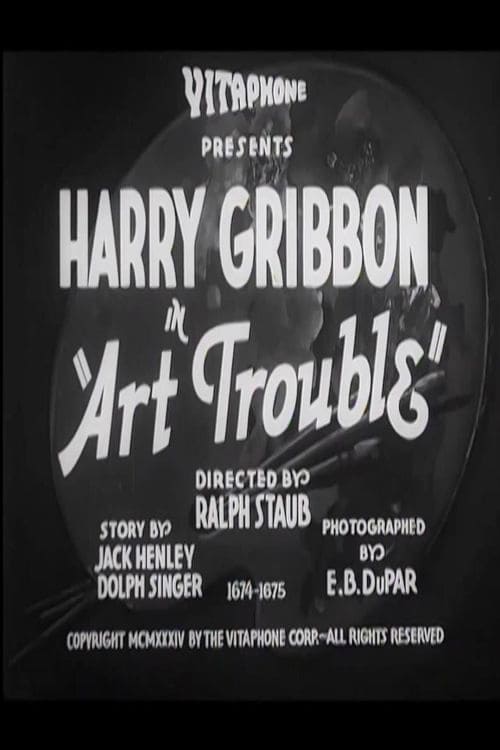 VITAPHONE
PRESENTS
HARRY GRIBBON
in
"Art Trouble"
DIRECTED BY
RALPH STAUB
STORY BY
JACK HENLEY
DOLPH SINGER
1674-1675
PHOTOGRAPHED
BY
E.B.DuPAR
COPYRIGHT MCMXXXIV BY THE VITAPHONE CORP.—ALL RIGHTS RESERVED